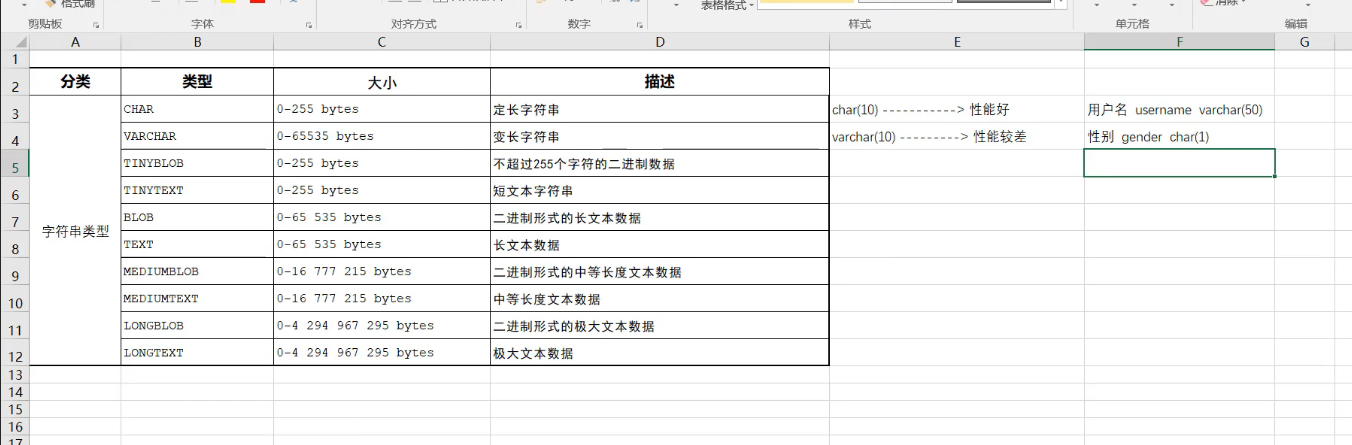 格式刷
表格格式
清除
剪贴板 字体 对齐方式 数字 样式 单元格 编辑
A B C D E F G
1
2 分类 类型 大小 描述
3 CHAR 0-255 bytes 定长字符串 char(10) -----------> 性能好 用户名 username varchar(50)
4 VARCHAR 0-65535 bytes 变长字符串 varchar(10) ---------> 性能较差 性别 gender char(1)
5 TINYBLOB 0-255 bytes 不超过255个字符的二进制数据
6 TINYTEXT 0-255 bytes 短文本字符串
7 BLOB 0-65 535 bytes 二进制形式的长文本数据
字符串类型
8 TEXT 0-65 535 bytes 长文本数据
9 MEDIUMBLOB 0-16 777 215 bytes 二进制形式的中等长度文本数据
10 MEDIUMTEXT 0-16 777 215 bytes 中等长度文本数据
11 LONGBLOB 0-4 294 967 295 bytes 二进制形式的极大文本数据
12 LONGTEXT 0-4 294 967 295 bytes 极大文本数据
13
14
15
16
17